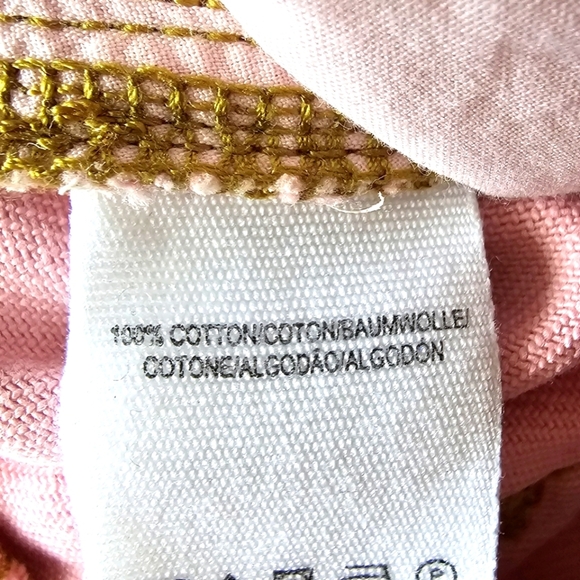 100% COTTON/COTON/BAUMWOLLE/
COTONE/ALGODÃO/ALGODÓN
P